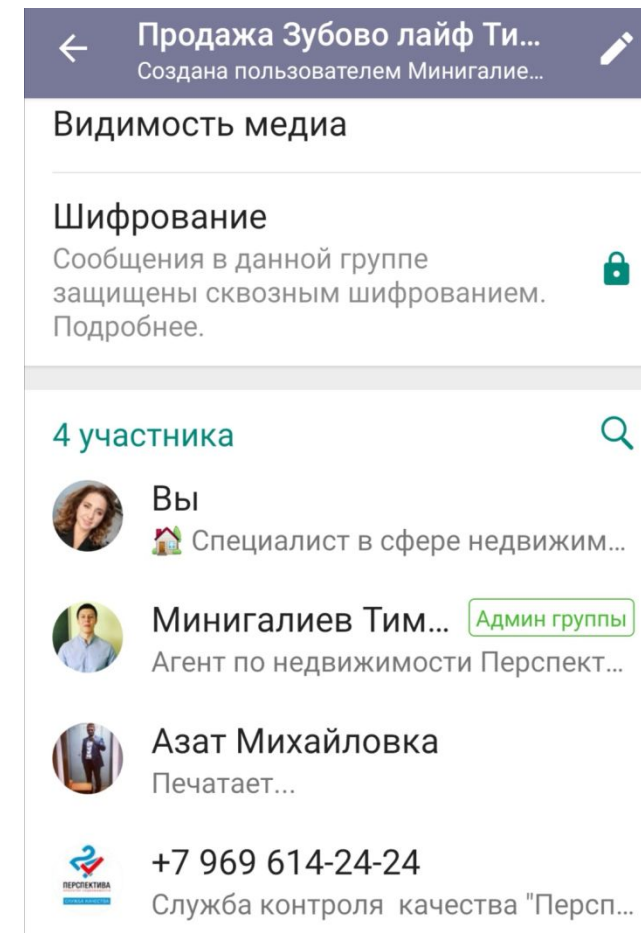 Продажа Зубово лайф Ти...
Создана пользователем Минигалие...
Видимость медиа
Шифрование
Сообщения в данной группе
защищены сквозным шифрованием.
Подробнее.
4 участника
Вы
Специалист в сфере недвижим...
Минигалиев Тим... Админ группы
Агент по недвижимости Перспект...
Азат Михайловка
Печатает...
ПЕРСПЕКТИВА
+7 969 614-24-24
Служба контроля качества "Персп...